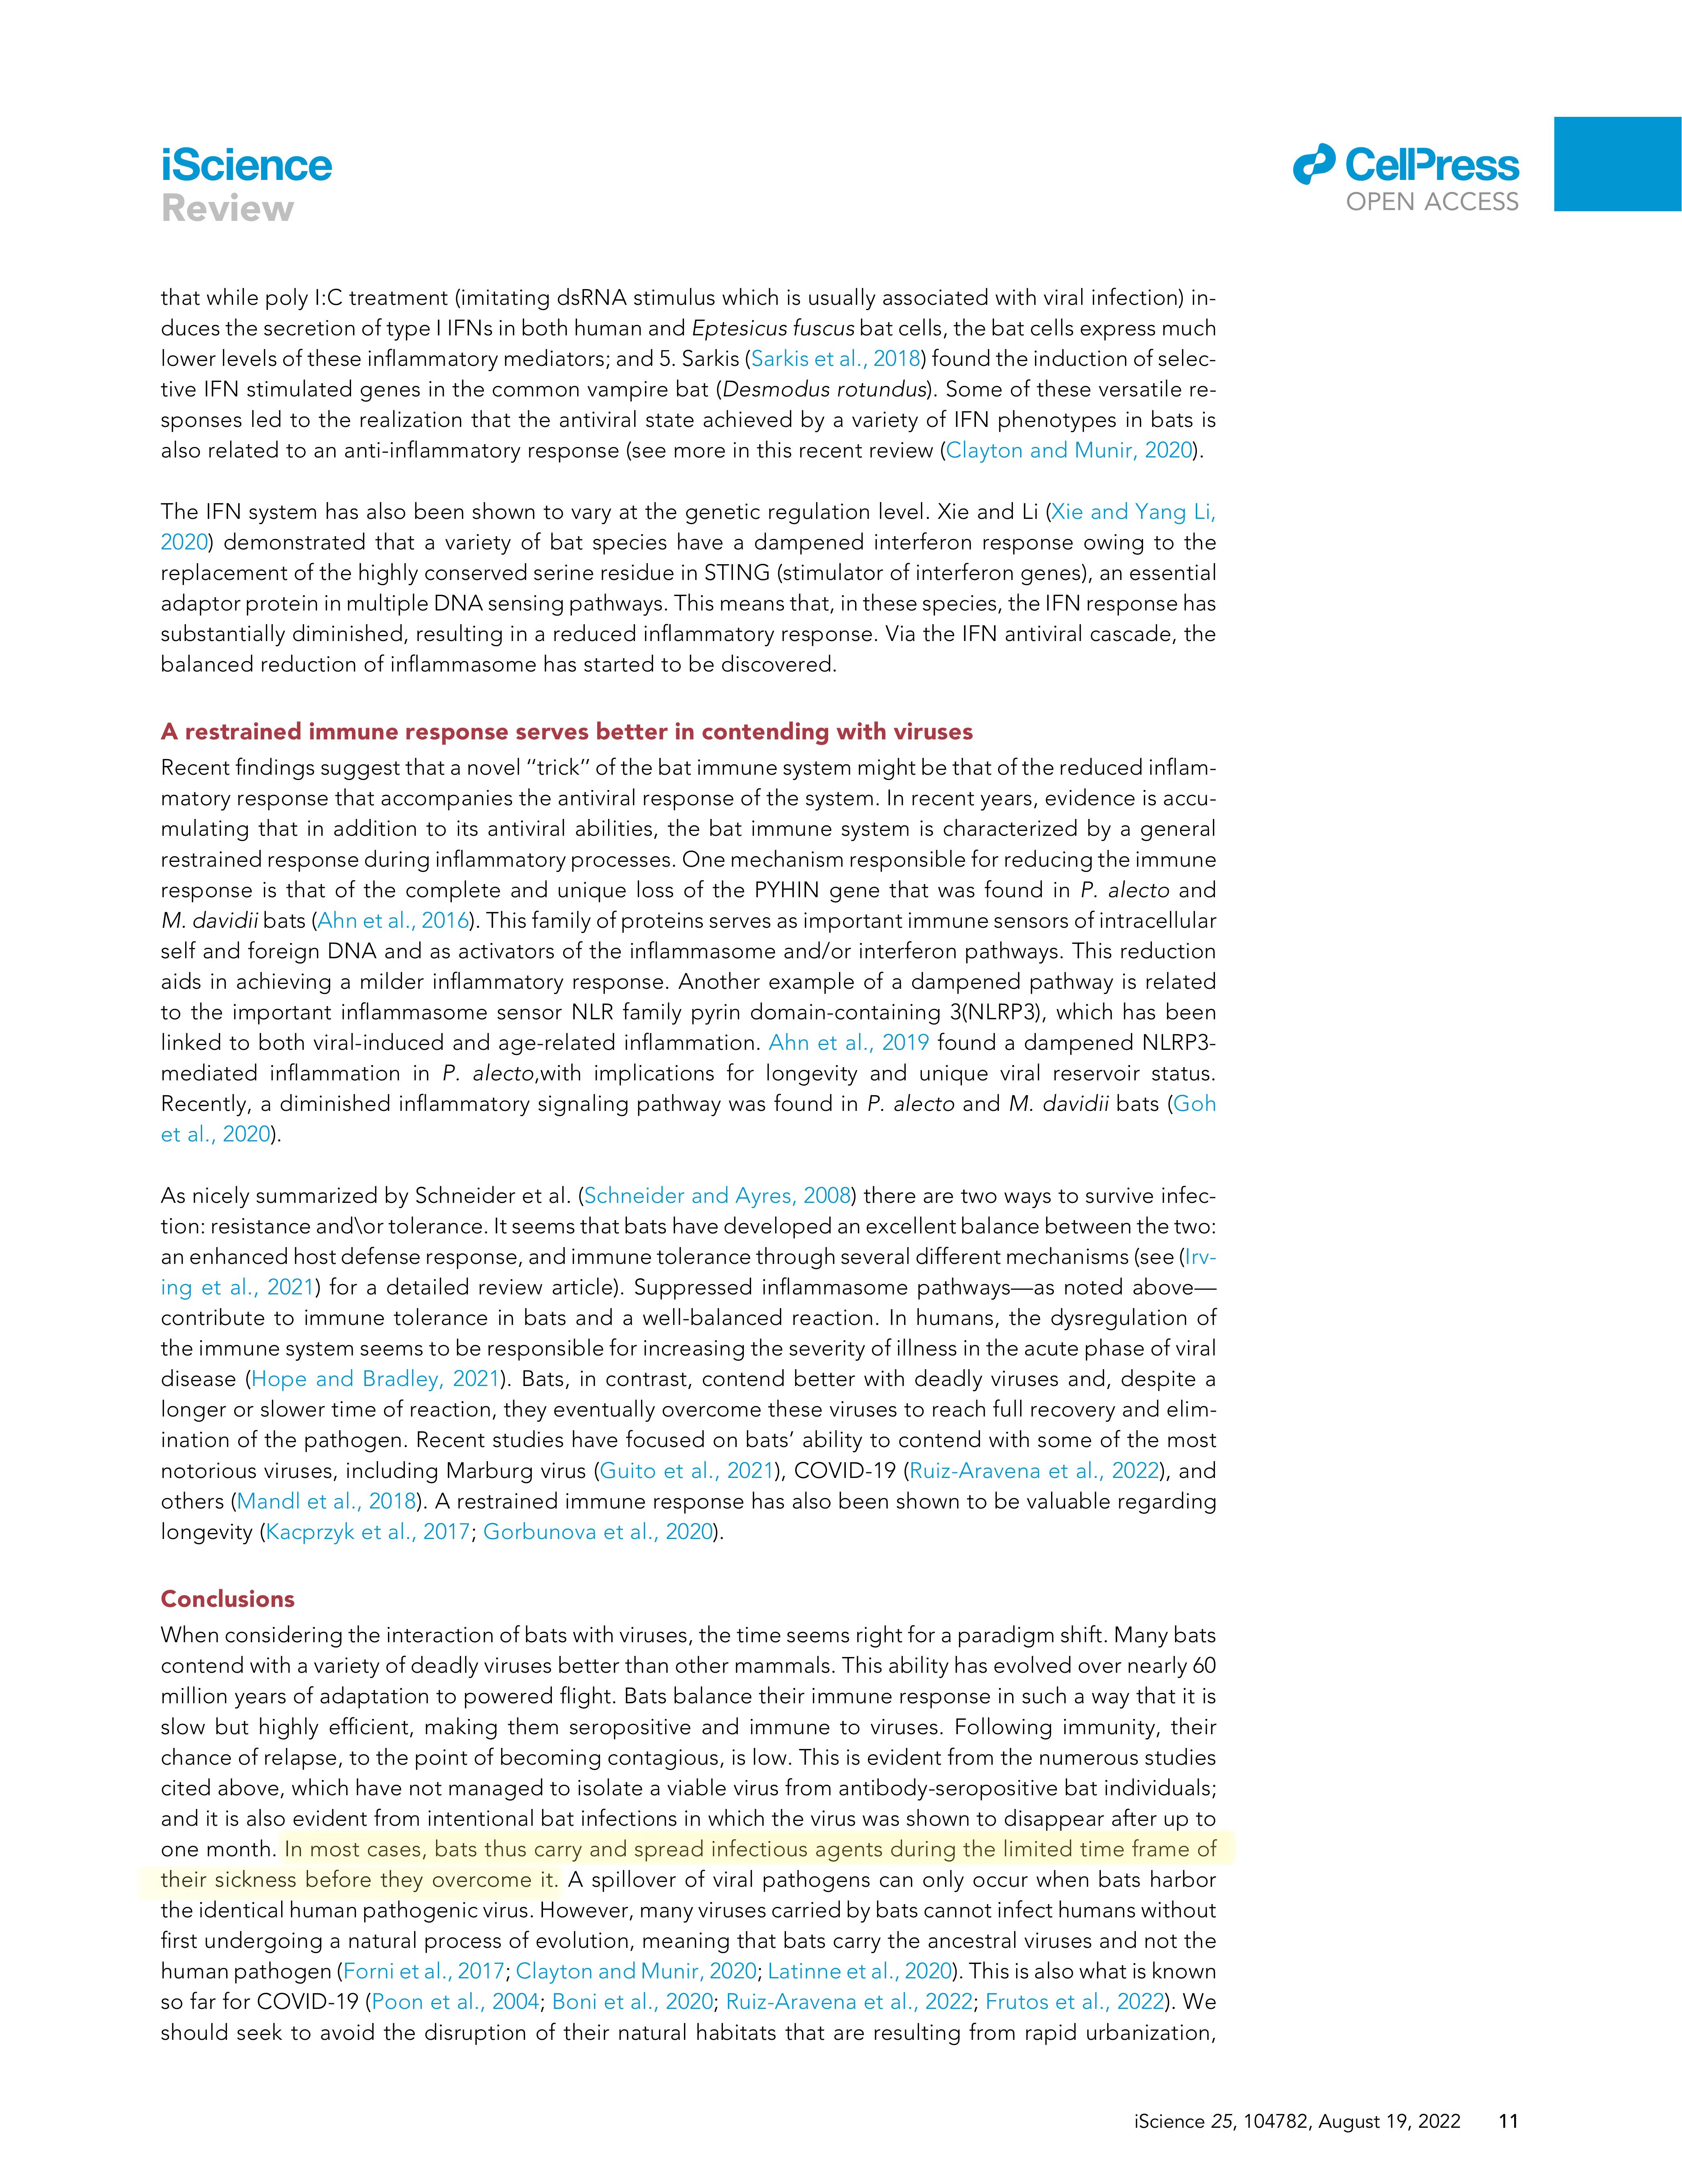 iScience
Review
CellPress
OPEN ACCESS
that while poly I:C treatment (imitating dsRNA stimulus which is usually associated with viral infection) in-
duces the secretion of type I IFNs in both human and Eptesicus fuscus bat cells, the bat cells express much
lower levels of these inflammatory mediators; and 5. Sarkis (Sarkis et al., 2018) found the induction of selec-
tive IFN stimulated genes in the common vampire bat (Desmodus rotundus). Some of these versatile re-
sponses led to the realization that the antiviral state achieved by a variety of IFN phenotypes in bats is
also related to an anti-inflammatory response (see more in this recent review (Clayton and Munir, 2020).
The IFN system has also been shown to vary at the genetic regulation level. Xie and Li (Xie and Yang Li,
2020) demonstrated that a variety of bat species have a dampened interferon response owing to the
replacement of the highly conserved serine residue in STING (stimulator of interferon genes), an essential
adaptor protein in multiple DNA sensing pathways. This means that, in these species, the IFN response has
substantially diminished, resulting in a reduced inflammatory response. Via the IFN antiviral cascade, the
balanced reduction of inflammasome has started to be discovered.
A restrained immune response serves better in contending with viruses
Recent findings suggest that a novel “trick” of the bat immune system might be that of the reduced inflam-
matory response that accompanies the antiviral response of the system. In recent years, evidence is accu-
mulating that in addition to its antiviral abilities, the bat immune system is characterized by a general
restrained response during inflammatory processes. One mechanism responsible for reducing the immune
response is that of the complete and unique loss of the PYHIN gene that was found in P. alecto and
M. davidii bats (Ahn et al., 2016). This family of proteins serves as important immune sensors of intracellular
self and foreign DNA and as activators of the inflammasome and/or interferon pathways. This reduction
aids in achieving a milder inflammatory response. Another example of a dampened pathway is related
to the important inflammasome sensor NLR family pyrin domain-containing 3(NLRP3), which has been
linked to both viral-induced and age-related inflammation. Ahn et al., 2019 found a dampened NLRP3-
mediated inflammation in P. alecto,with implications for longevity and unique viral reservoir status.
Recently, a diminished inflammatory signaling pathway was found in P. alecto and M. davidii bats (Goh
et al., 2020).
As nicely summarized by Schneider et al. (Schneider and Ayres, 2008) there are two ways to survive infec-
tion: resistance and\or tolerance. It seems that bats have developed an excellent balance between the two:
an enhanced host defense response, and immune tolerance through several different mechanisms (see (Irv-
ing et al., 2021) for a detailed review article). Suppressed inflammasome pathways—as noted above—
contribute to immune tolerance in bats and a well-balanced reaction. In humans, the dysregulation of
the immune system seems to be responsible for increasing the severity of illness in the acute phase of viral
disease (Hope and Bradley, 2021). Bats, in contrast, contend better with deadly viruses and, despite a
longer or slower time of reaction, they eventually overcome these viruses to reach full recovery and elim-
ination of the pathogen. Recent studies have focused on bats’ ability to contend with some of the most
notorious viruses, including Marburg virus (Guito et al., 2021), COVID-19 (Ruiz-Aravena et al., 2022), and
others (Mandl et al., 2018). A restrained immune response has also been shown to be valuable regarding
longevity (Kacprzyk et al., 2017; Gorbunova et al., 2020).
Conclusions
When considering the interaction of bats with viruses, the time seems right for a paradigm shift. Many bats
contend with a variety of deadly viruses better than other mammals. This ability has evolved over nearly 60
million years of adaptation to powered flight. Bats balance their immune response in such a way that it is
slow but highly efficient, making them seropositive and immune to viruses. Following immunity, their
chance of relapse, to the point of becoming contagious, is low. This is evident from the numerous studies
cited above, which have not managed to isolate a viable virus from antibody-seropositive bat individuals;
and it is also evident from intentional bat infections in which the virus was shown to disappear after up to
one month. In most cases, bats thus carry and spread infectious agents during the limited time frame of
their sickness before they overcome it. A spillover of viral pathogens can only occur when bats harbor
the identical human pathogenic virus. However, many viruses carried by bats cannot infect humans without
first undergoing a natural process of evolution, meaning that bats carry the ancestral viruses and not the
human pathogen (Forni et al., 2017; Clayton and Munir, 2020; Latinne et al., 2020). This is also what is known
so far for COVID-19 (Poon et al., 2004; Boni et al., 2020; Ruiz-Aravena et al., 2022; Frutos et al., 2022). We
should seek to avoid the disruption of their natural habitats that are resulting from rapid urbanization,
iScience 25, 104782, August 19, 2022 11